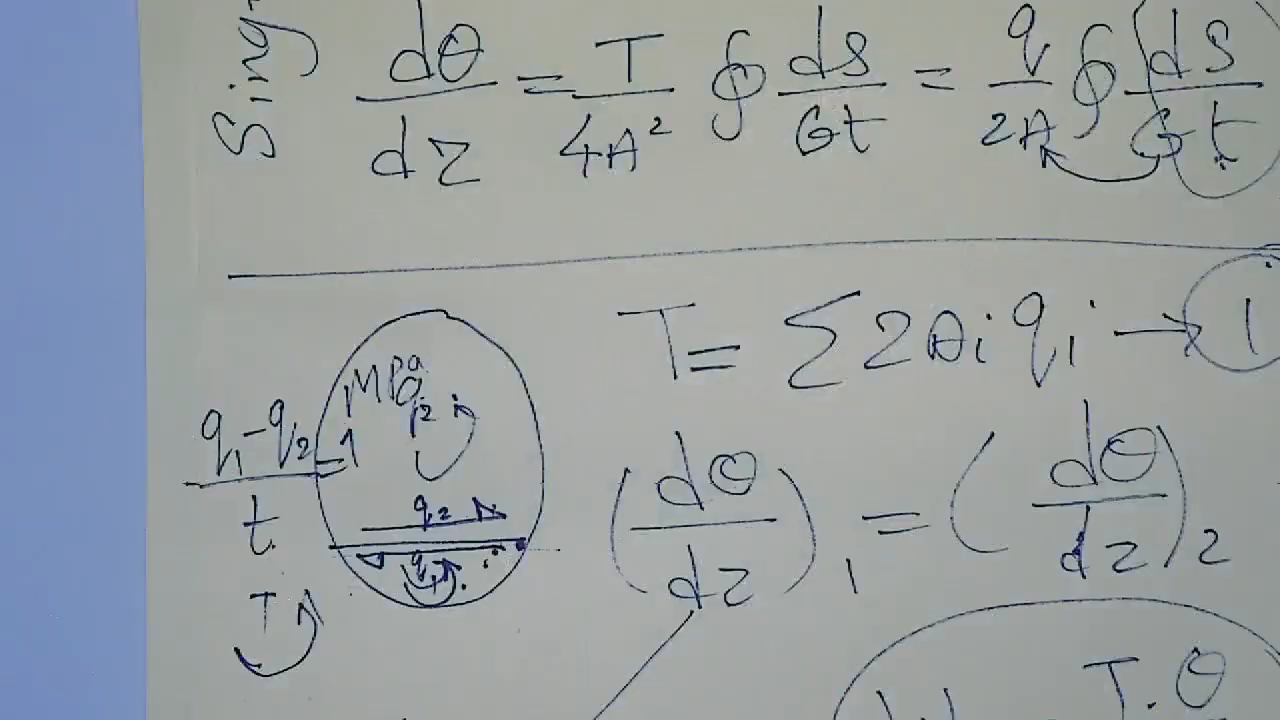 Sing
dθ/dz = T/4A² ∮ ds/Gt = q/2A ∮ ds/Gt
T = Σ 2Ai qi → 1
MPa
q₁-q₂/t = 1
q₂
q₁
T
(dθ/dz)₁ = (dθ/dz)₂
T.θ